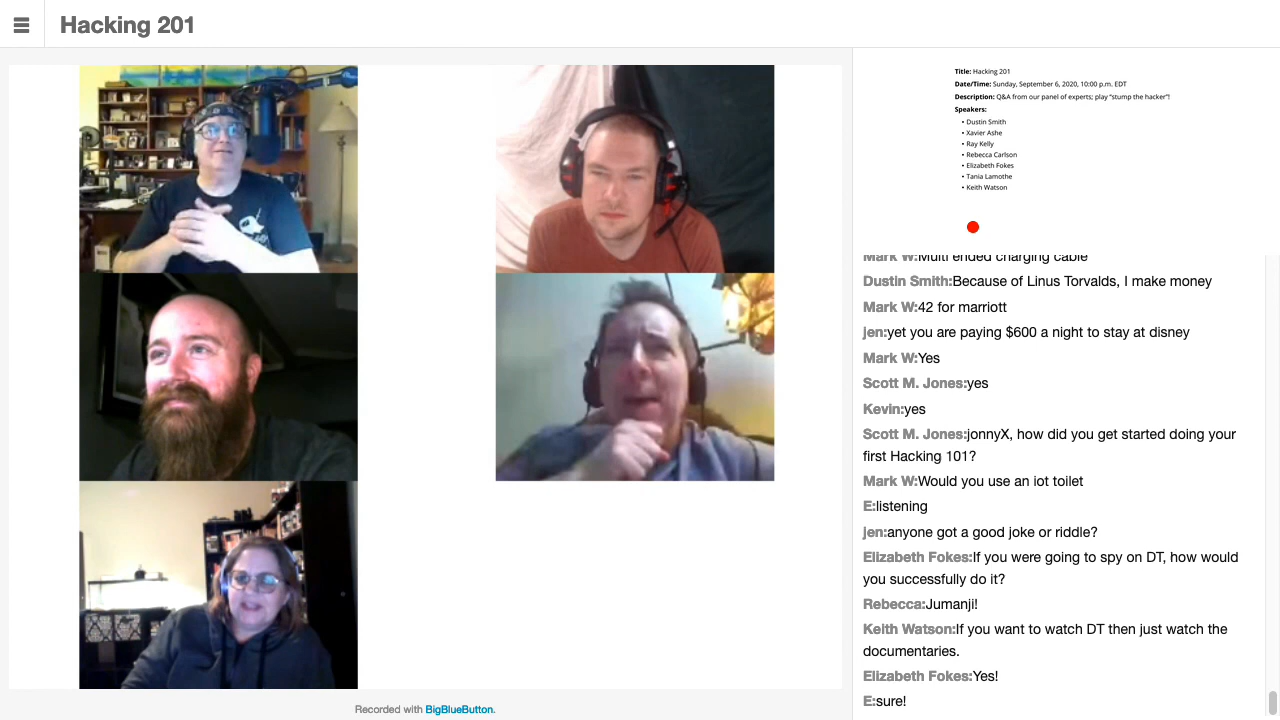 Hacking 201
Title: Hacking 201
Date/Time: Sunday, September 6, 2020, 10:00 p.m. EDT
Description: Q&A from our panel of experts; play "stump the hacker"!
Speakers:
• Dustin Smith
• Xavier Ashe
• Ray Kelly
• Rebecca Carlson
• Elizabeth Fokes
• Tania Lamothe
• Keith Watson
Mark W:Multi ended charging cable
Dustin Smith:Because of Linus Torvalds, I make money
Mark W:42 for marriott
jen:yet you are paying $600 a night to stay at disney
Mark W:Yes
Scott M. Jones:yes
Kevin:yes
Scott M. Jones:jonnyX, how did you get started doing your
first Hacking 101?
Mark W:Would you use an iot toilet
E:listening
jen:anyone got a good joke or riddle?
Elizabeth Fokes:If you were going to spy on DT, how would
you successfully do it?
Rebecca:Jumanji!
Keith Watson:If you want to watch DT then just watch the
documentaries.
Elizabeth Fokes:Yes!
E:sure!
Recorded with BigBlueButton.